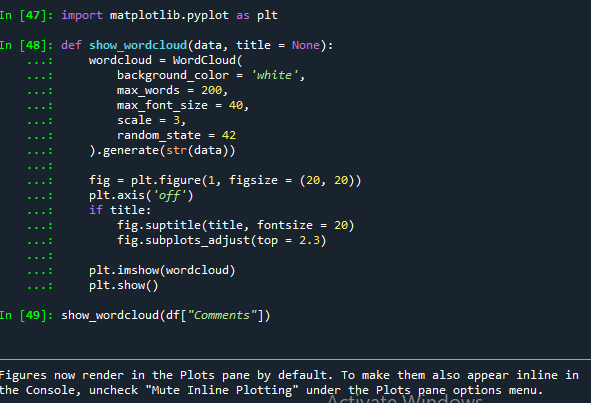 In [47]: import matplotlib.pyplot as plt
In [48]: def show_wordcloud(data, title = None):
...: wordcloud = WordCloud(
...: background_color = 'white',
...: max_words = 200,
...: max_font_size = 40,
...: scale = 3,
...: random_state = 42
...: ).generate(str(data))
...:
...: fig = plt.figure(1, figsize = (20, 20))
...: plt.axis('off')
...: if title:
...: fig.suptitle(title, fontsize = 20)
...: fig.subplots_adjust(top = 2.3)
...:
...: plt.imshow(wordcloud)
...: plt.show()
In [49]: show_wordcloud(df["Comments"])
Figures now render in the Plots pane by default. To make them also appear inline in
the Console, uncheck "Mute Inline Plotting" under the Plots pane options menu.
Activate Windows